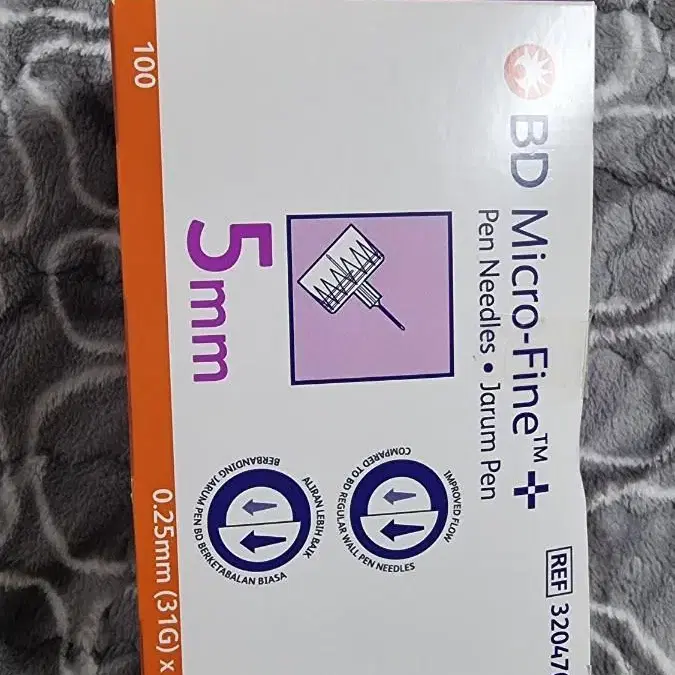 BD Micro-Fine™+
Pen Needles • Jarum Pen
REF
5mm
IMPROVED FLOW
COMPARED TO BD REGULAR WALL PEN NEEDLES
ALIRAN LEBIH BAIK
BERBANDING JARUM PEN BD BERKETABALAN BIASA
100
0.25mm (31G) x